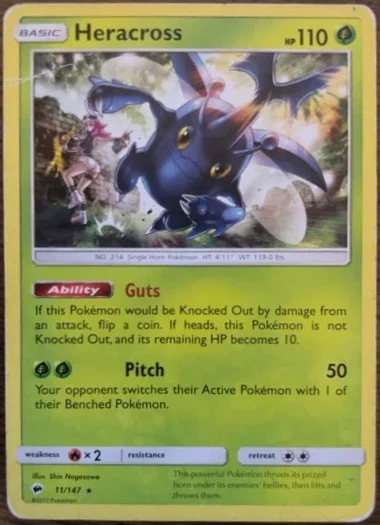 BASIC Heracross HP 110
NO. 214 Single Horn Pokémon HT 4'11" WT 119.0 lbs.
Ability Guts
If this Pokémon would be Knocked Out by damage from
an attack, flip a coin. If heads, this Pokémon is not
Knocked Out, and its remaining HP becomes 10.
Pitch 50
Your opponent switches their Active Pokémon with 1 of
their Benched Pokémon.
weakness × 2 resistance retreat
Illus. Shin Nagasawa
11/147 ★
©2017 Pokémon
This powerful Pokémon thrusts its prized
horn under its enemies' bellies, then lifts and
throws them.